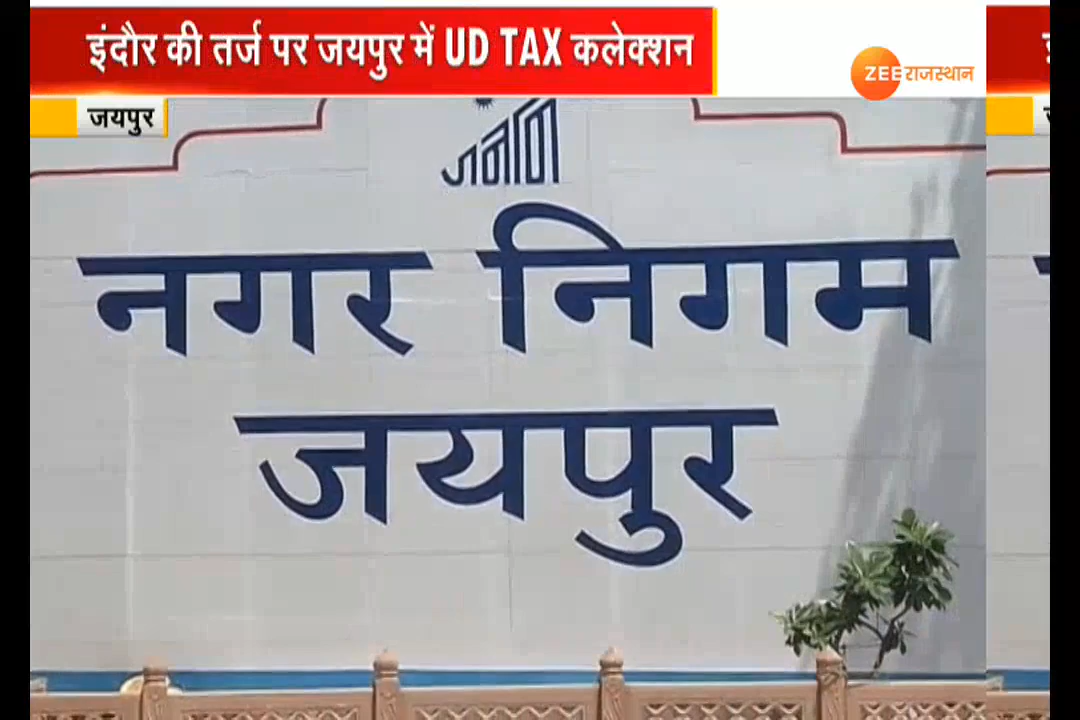 इंदौर की तर्ज पर जयपुर में UD TAX कलेक्शन
ZEE राजस्थान
जयपुर
नगर निगम
जयपुर